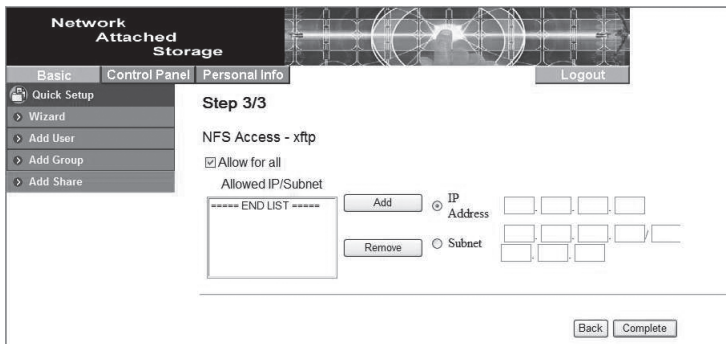 Network
Attached
Storage
Basic Control Panel Personal Info Logout
Quick Setup
Wizard
Add User
Add Group
Add Share
Step 3/3
NFS Access - xftp
Allow for all
Allowed IP/Subnet
===== END LIST =====
Add
Remove
IP
Address
. . .
Subnet
. . . /
. . .
Back Complete